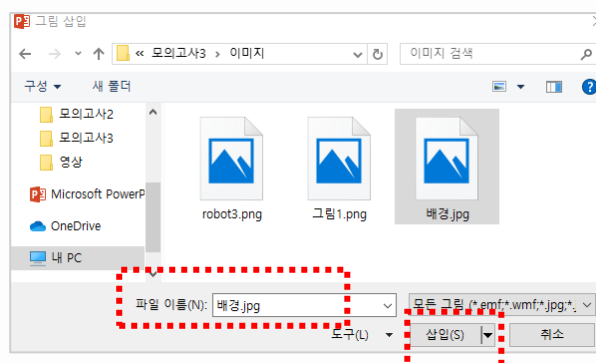 그림 삽입
« 모의고사3 › 이미지
이미지 검색
구성 새 폴더
모의고사2
모의고사3
영상
Microsoft PowerP
OneDrive
내 PC
robot3.png
그림1.png
배경.jpg
파일 이름(N): 배경.jpg
모든 그림 (*.emf;*.wmf;*.jpg;*.
도구(L)
삽입(S)
취소